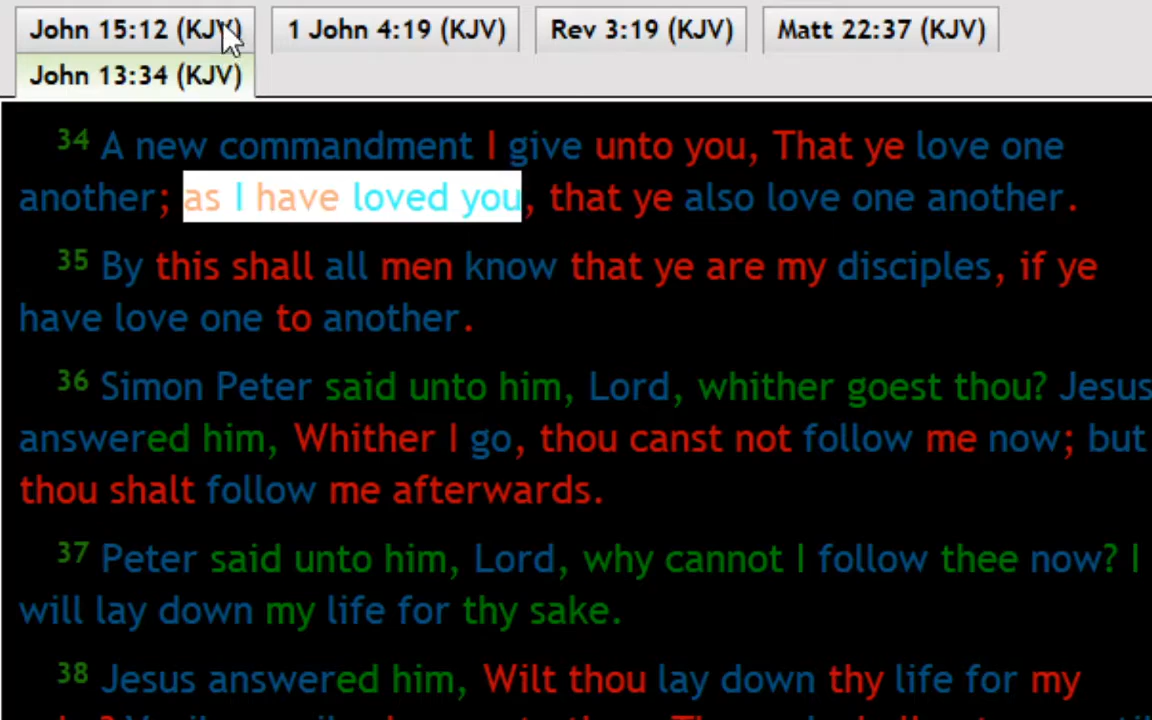 John 15:12 (KJV) 1 John 4:19 (KJV) Rev 3:19 (KJV) Matt 22:37 (KJV)
John 13:34 (KJV)
34 A new commandment I give unto you, That ye love one
another; as I have loved you, that ye also love one another.
35 By this shall all men know that ye are my disciples, if ye
have love one to another.
36 Simon Peter said unto him, Lord, whither goest thou? Jesus
answered him, Whither I go, thou canst not follow me now; but
thou shalt follow me afterwards.
37 Peter said unto him, Lord, why cannot I follow thee now? I
will lay down my life for thy sake.
38 Jesus answered him, Wilt thou lay down thy life for my